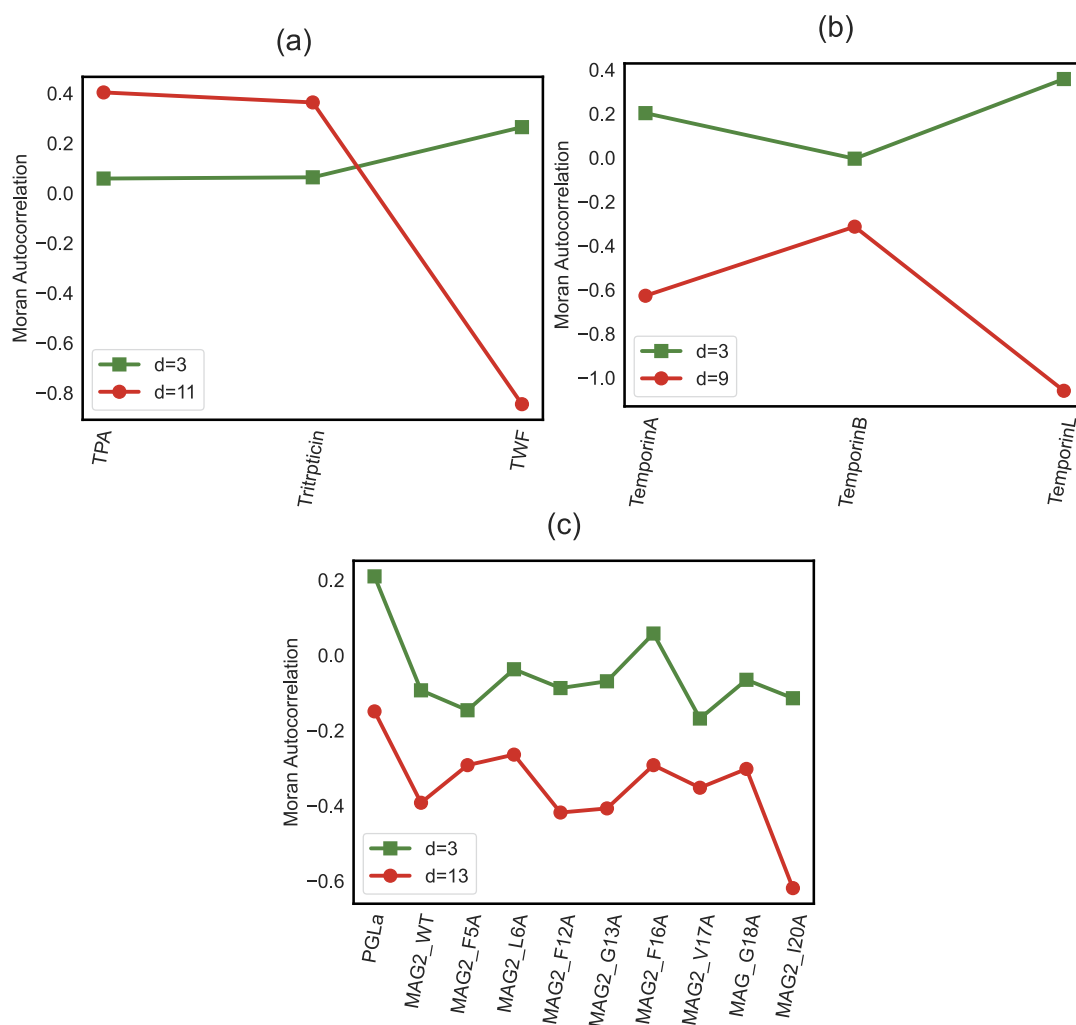 (a)
Moran Autocorrelation
0.4
0.2
0.0
−0.2
−0.4
−0.6
−0.8
d=3
d=11
TPA
Tritrpticin
TWF
(b)
Moran Autocorrelation
0.4
0.2
0.0
−0.2
−0.4
−0.6
−0.8
−1.0
d=3
d=9
TemporinA
TemporinB
TemporinL
(c)
Moran Autocorrelation
0.2
0.0
−0.2
−0.4
−0.6
d=3
d=13
PGLa
MAG2_WT
MAG2_F5A
MAG2_L6A
MAG2_F12A
MAG2_G13A
MAG2_F16A
MAG2_V17A
MAG_G18A
MAG2_I20A